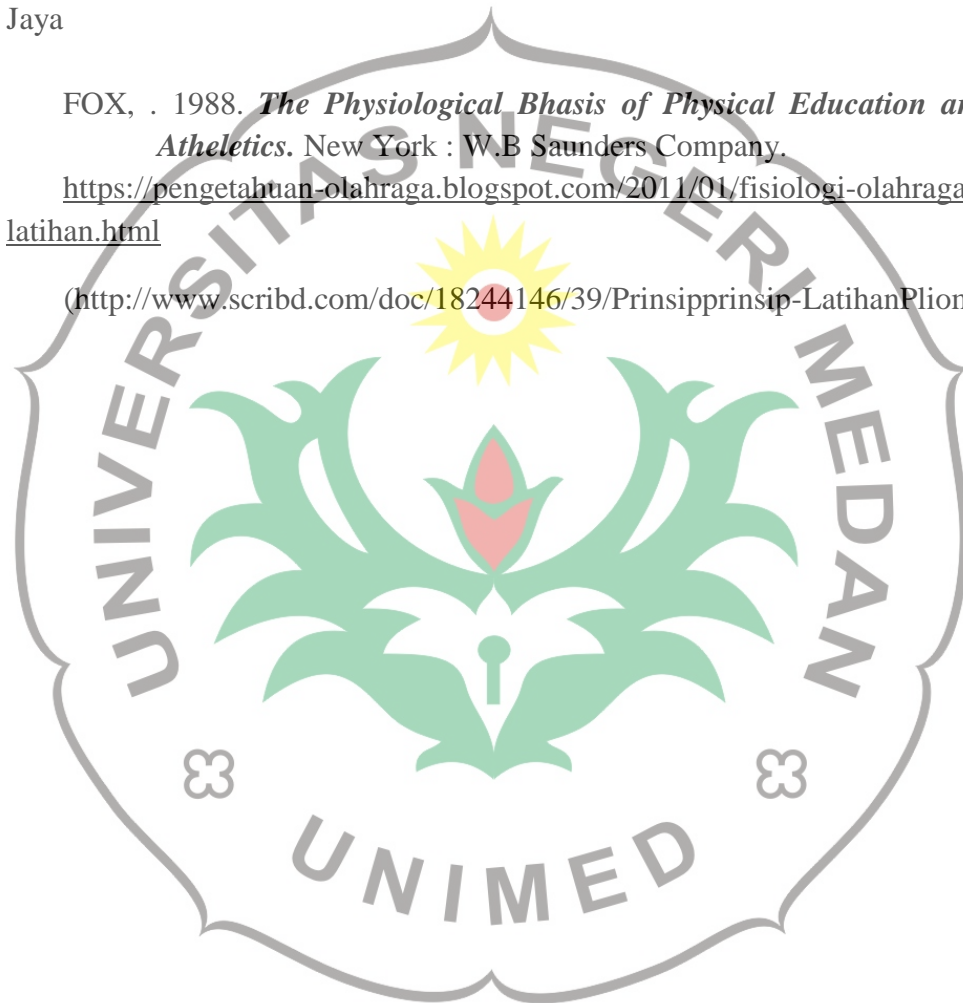 Jaya
FOX, . 1988. The Physiological Bhasis of Physical Education an
Atheletics. New York : W.B Saunders Company.
https://pengetahuan-olahraga.blogspot.com/2011/01/fisiologi-olahraga
latihan.html
(http://www.scribd.com/doc/18244146/39/Prinsipprinsip-LatihanPliom
UNIVERSITAS NEGERI MEDAN
UNIMED